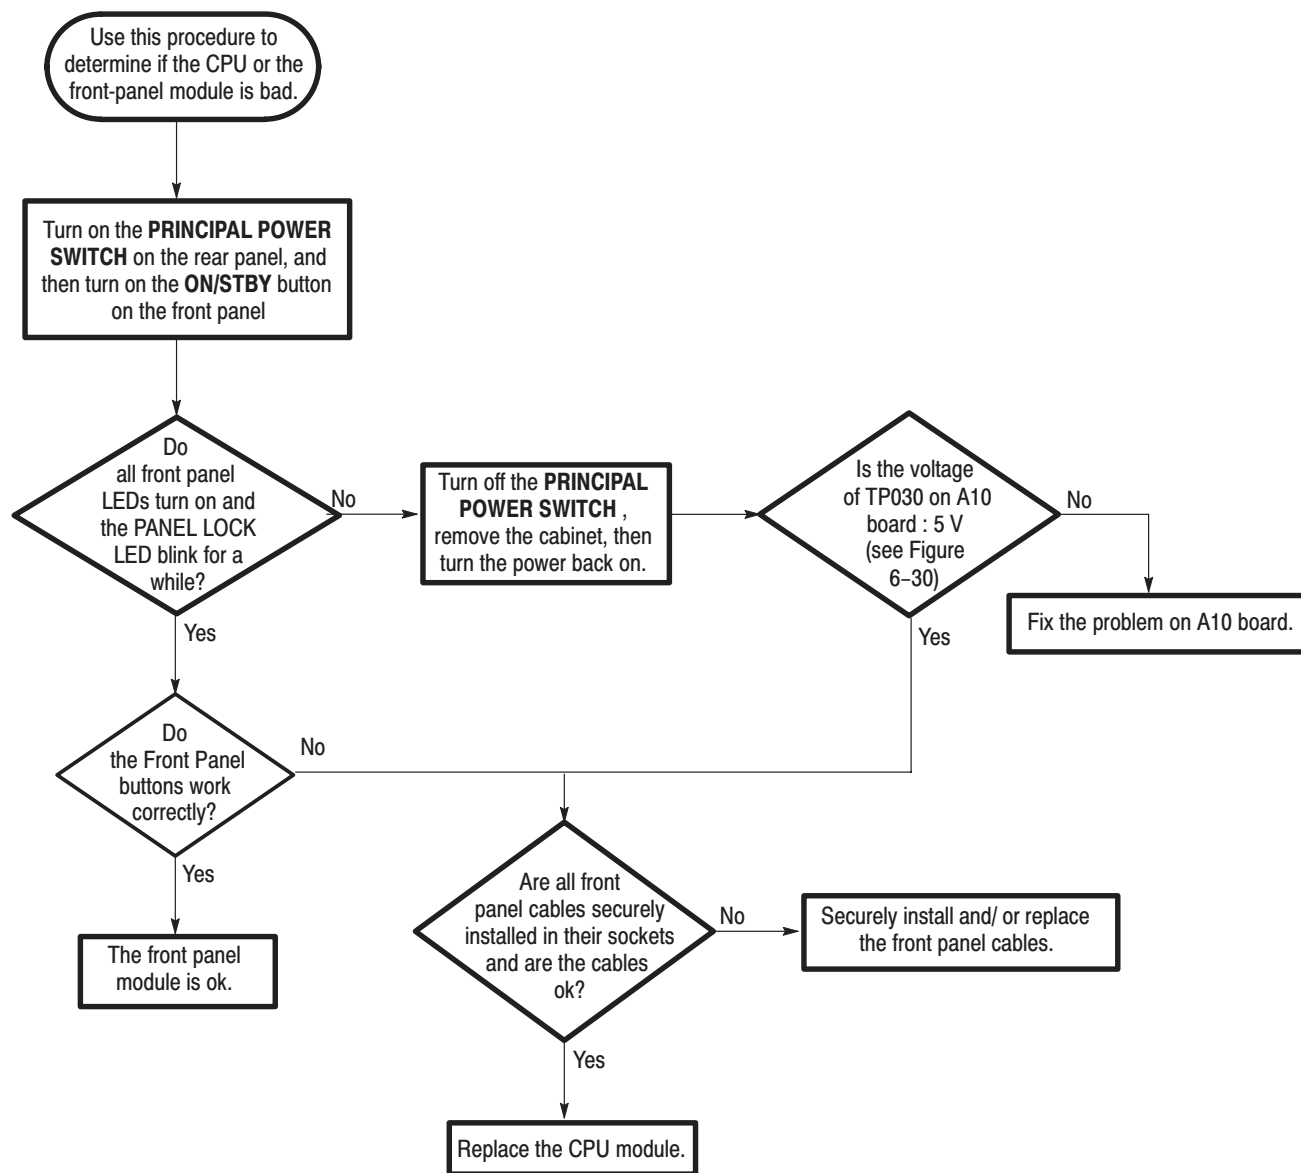 Use this procedure to
determine if the CPU or the
front-panel module is bad.
Turn on the PRINCIPAL POWER
SWITCH on the rear panel, and
then turn on the ON/STBY button
on the front panel
Do
all front panel
LEDs turn on and
the PANEL LOCK
LED blink for a
while?
No
Turn off the PRINCIPAL
POWER SWITCH ,
remove the cabinet, then
turn the power back on.
Is the voltage
of TP030 on A10
board : 5 V
(see Figure
6–30)
No
Fix the problem on A10 board.
Yes
Yes
Do
the Front Panel
buttons work
correctly?
No
Yes
The front panel
module is ok.
Are all front
panel cables securely
installed in their sockets
and are the cables
ok?
No
Securely install and/ or replace
the front panel cables.
Yes
Replace the CPU module.